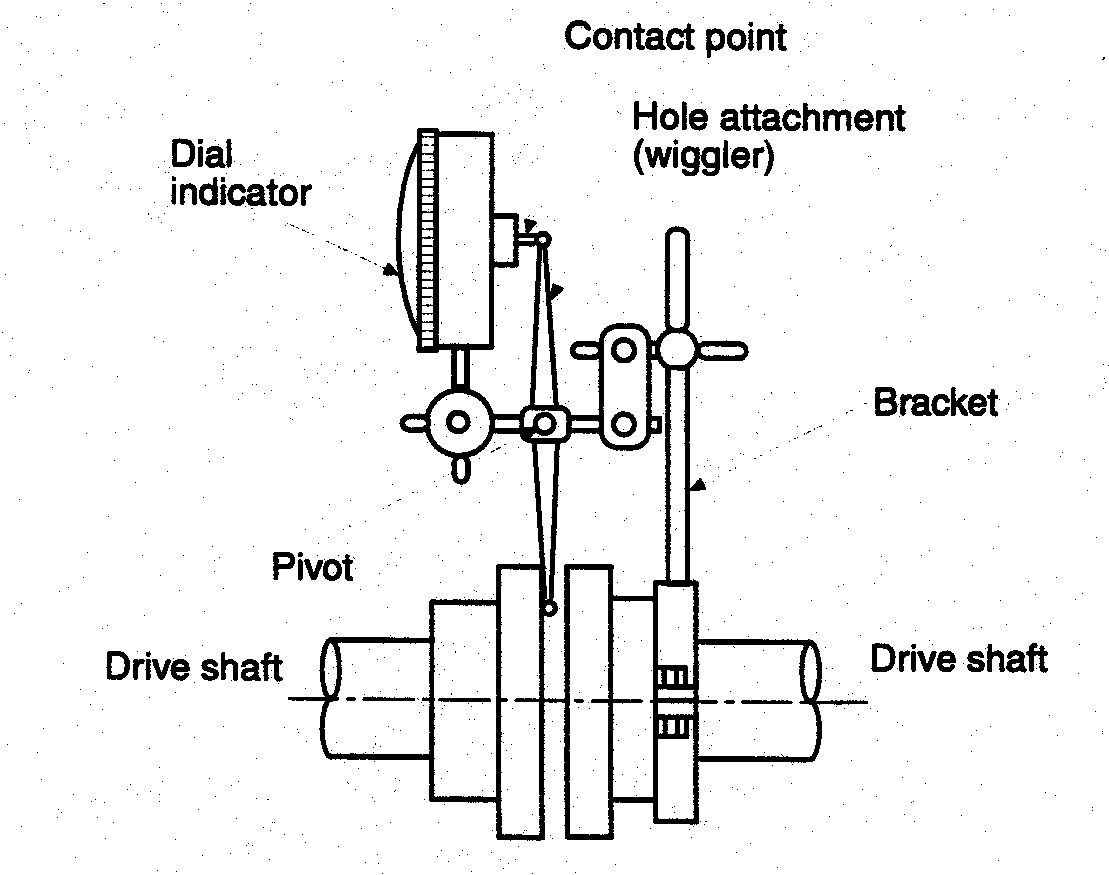 Contact point
Hole attachment
(wiggler)
Dial
indicator
Bracket
Pivot
Drive shaft
Drive shaft